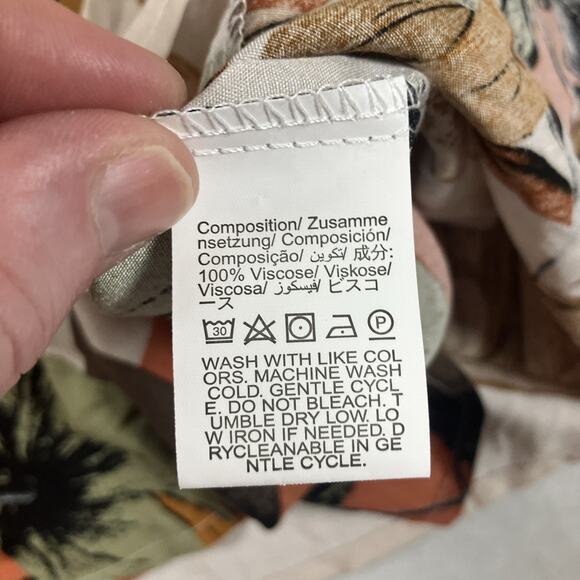 Composition/ Zusamme
nsetzung/ Composición/
Composição/ تكوين/ 成分:
100% Viscose/ Viskose/
Viscosa/ فيسكوز/ ビスコ
ース
30 P
WASH WITH LIKE COL
ORS. MACHINE WASH
COLD. GENTLE CYCL
E. DO NOT BLEACH. T
UMBLE DRY LOW. LO
W IRON IF NEEDED. D
RYCLEANABLE IN GE
NTLE CYCLE.